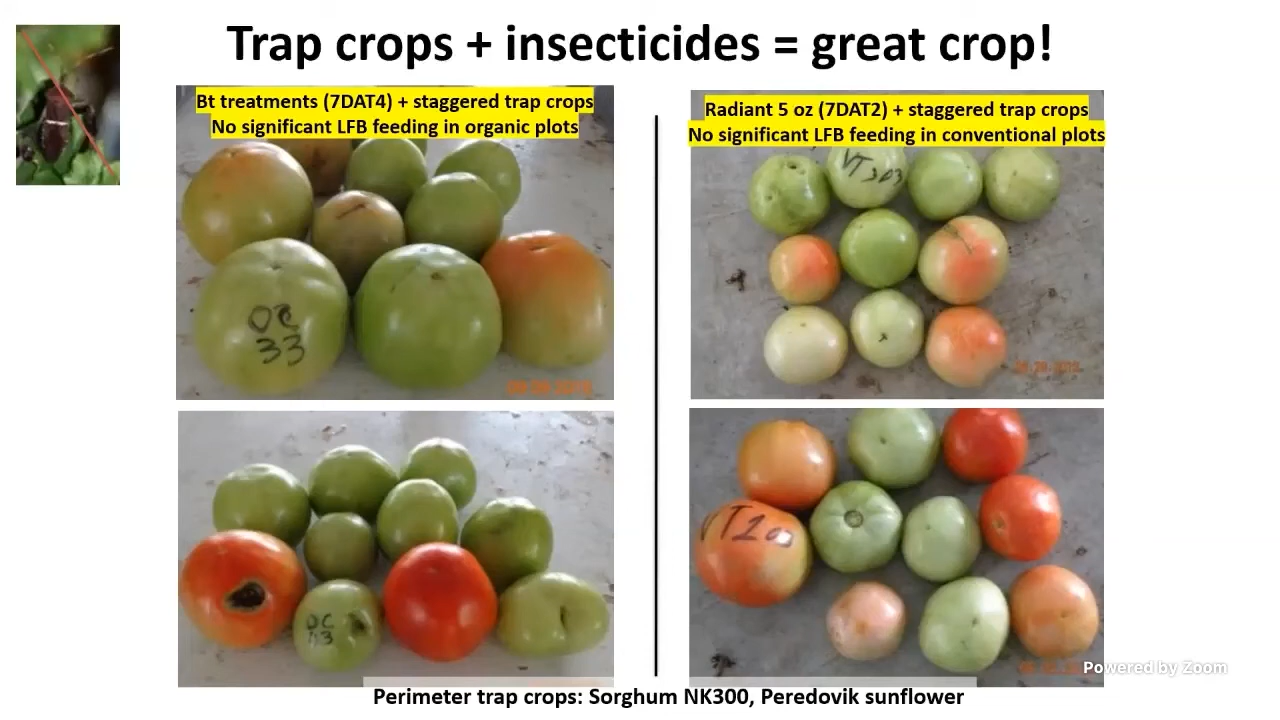 Trap crops + insecticides = great crop!
Bt treatments (7DAT4) + staggered trap crops
No significant LFB feeding in organic plots
Radiant 5 oz (7DAT2) + staggered trap crops
No significant LFB feeding in conventional plots
VT303
OC
33
OC
43
VT103
Powered by Zoom
Perimeter trap crops: Sorghum NK300, Peredovik sunflower